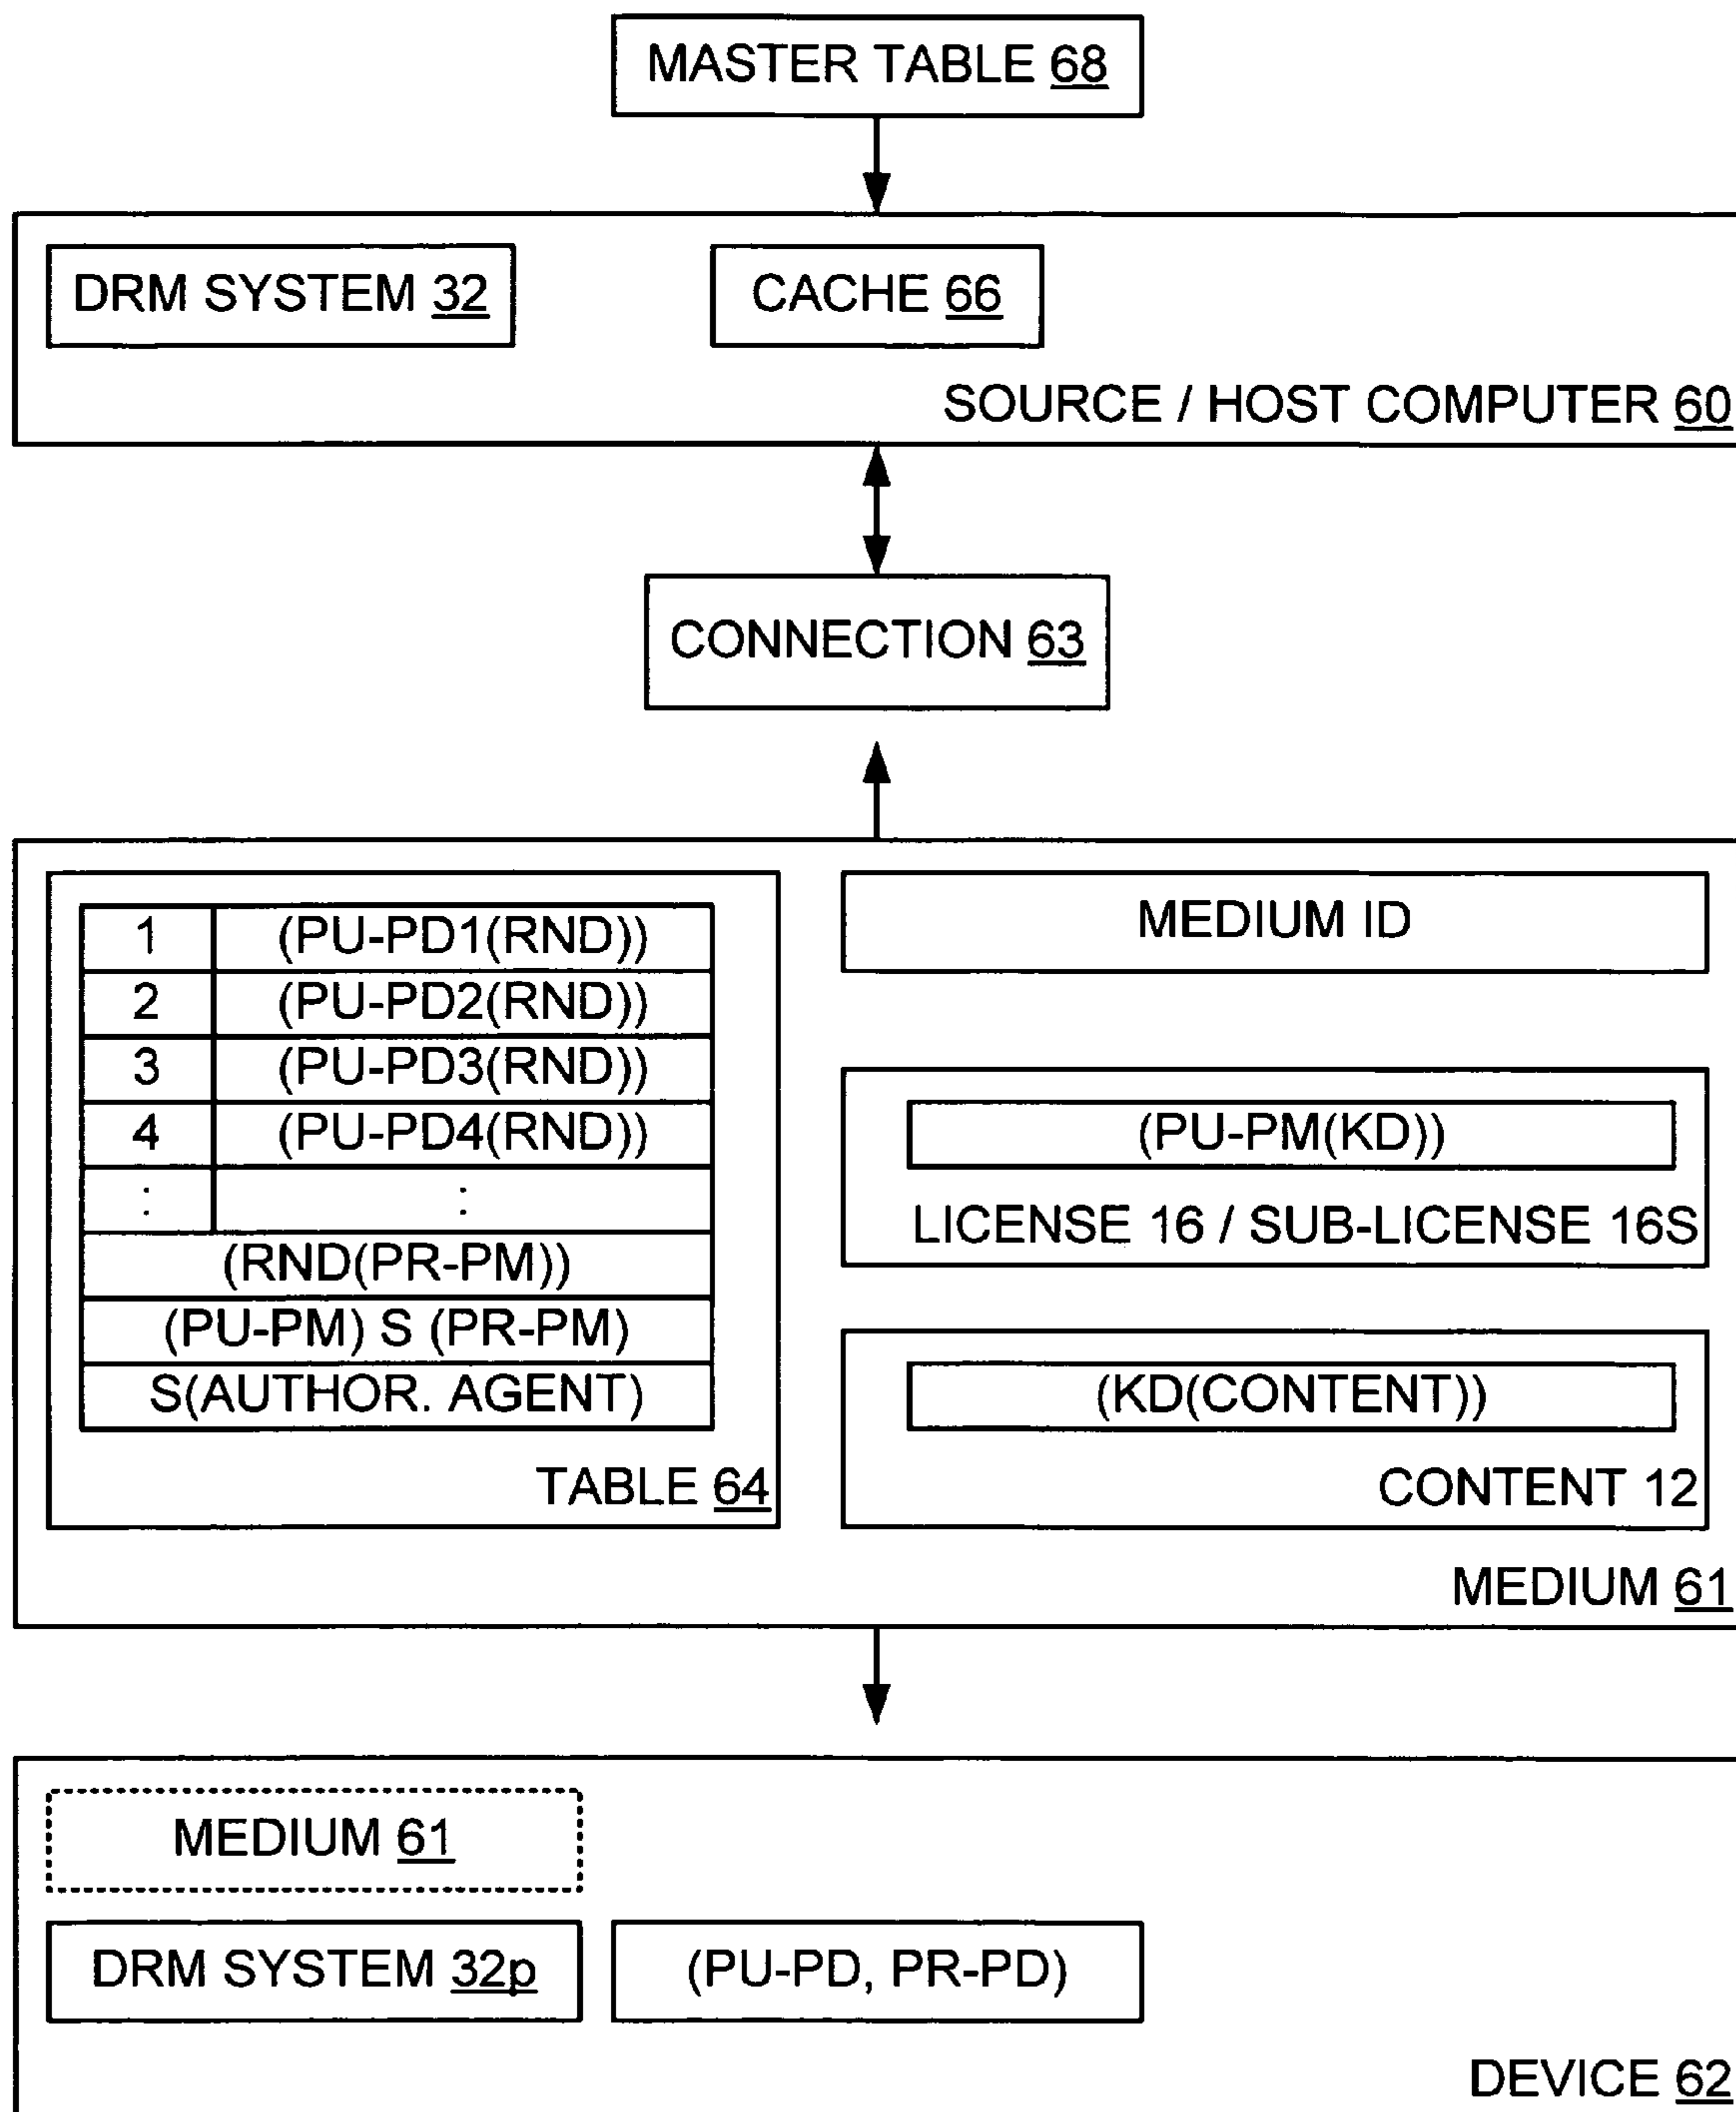 MASTER TABLE 68
DRM SYSTEM 32
CACHE 66
SOURCE / HOST COMPUTER 60
CONNECTION 63
1 (PU-PD1(RND))
2 (PU-PD2(RND))
3 (PU-PD3(RND))
4 (PU-PD4(RND))
: :
(RND(PR-PM))
(PU-PM) S (PR-PM)
S(AUTHOR. AGENT)
TABLE 64
MEDIUM ID
(PU-PM(KD))
LICENSE 16 / SUB-LICENSE 16S
(KD(CONTENT))
CONTENT 12
MEDIUM 61
MEDIUM 61
DRM SYSTEM 32p
(PU-PD, PR-PD)
DEVICE 62